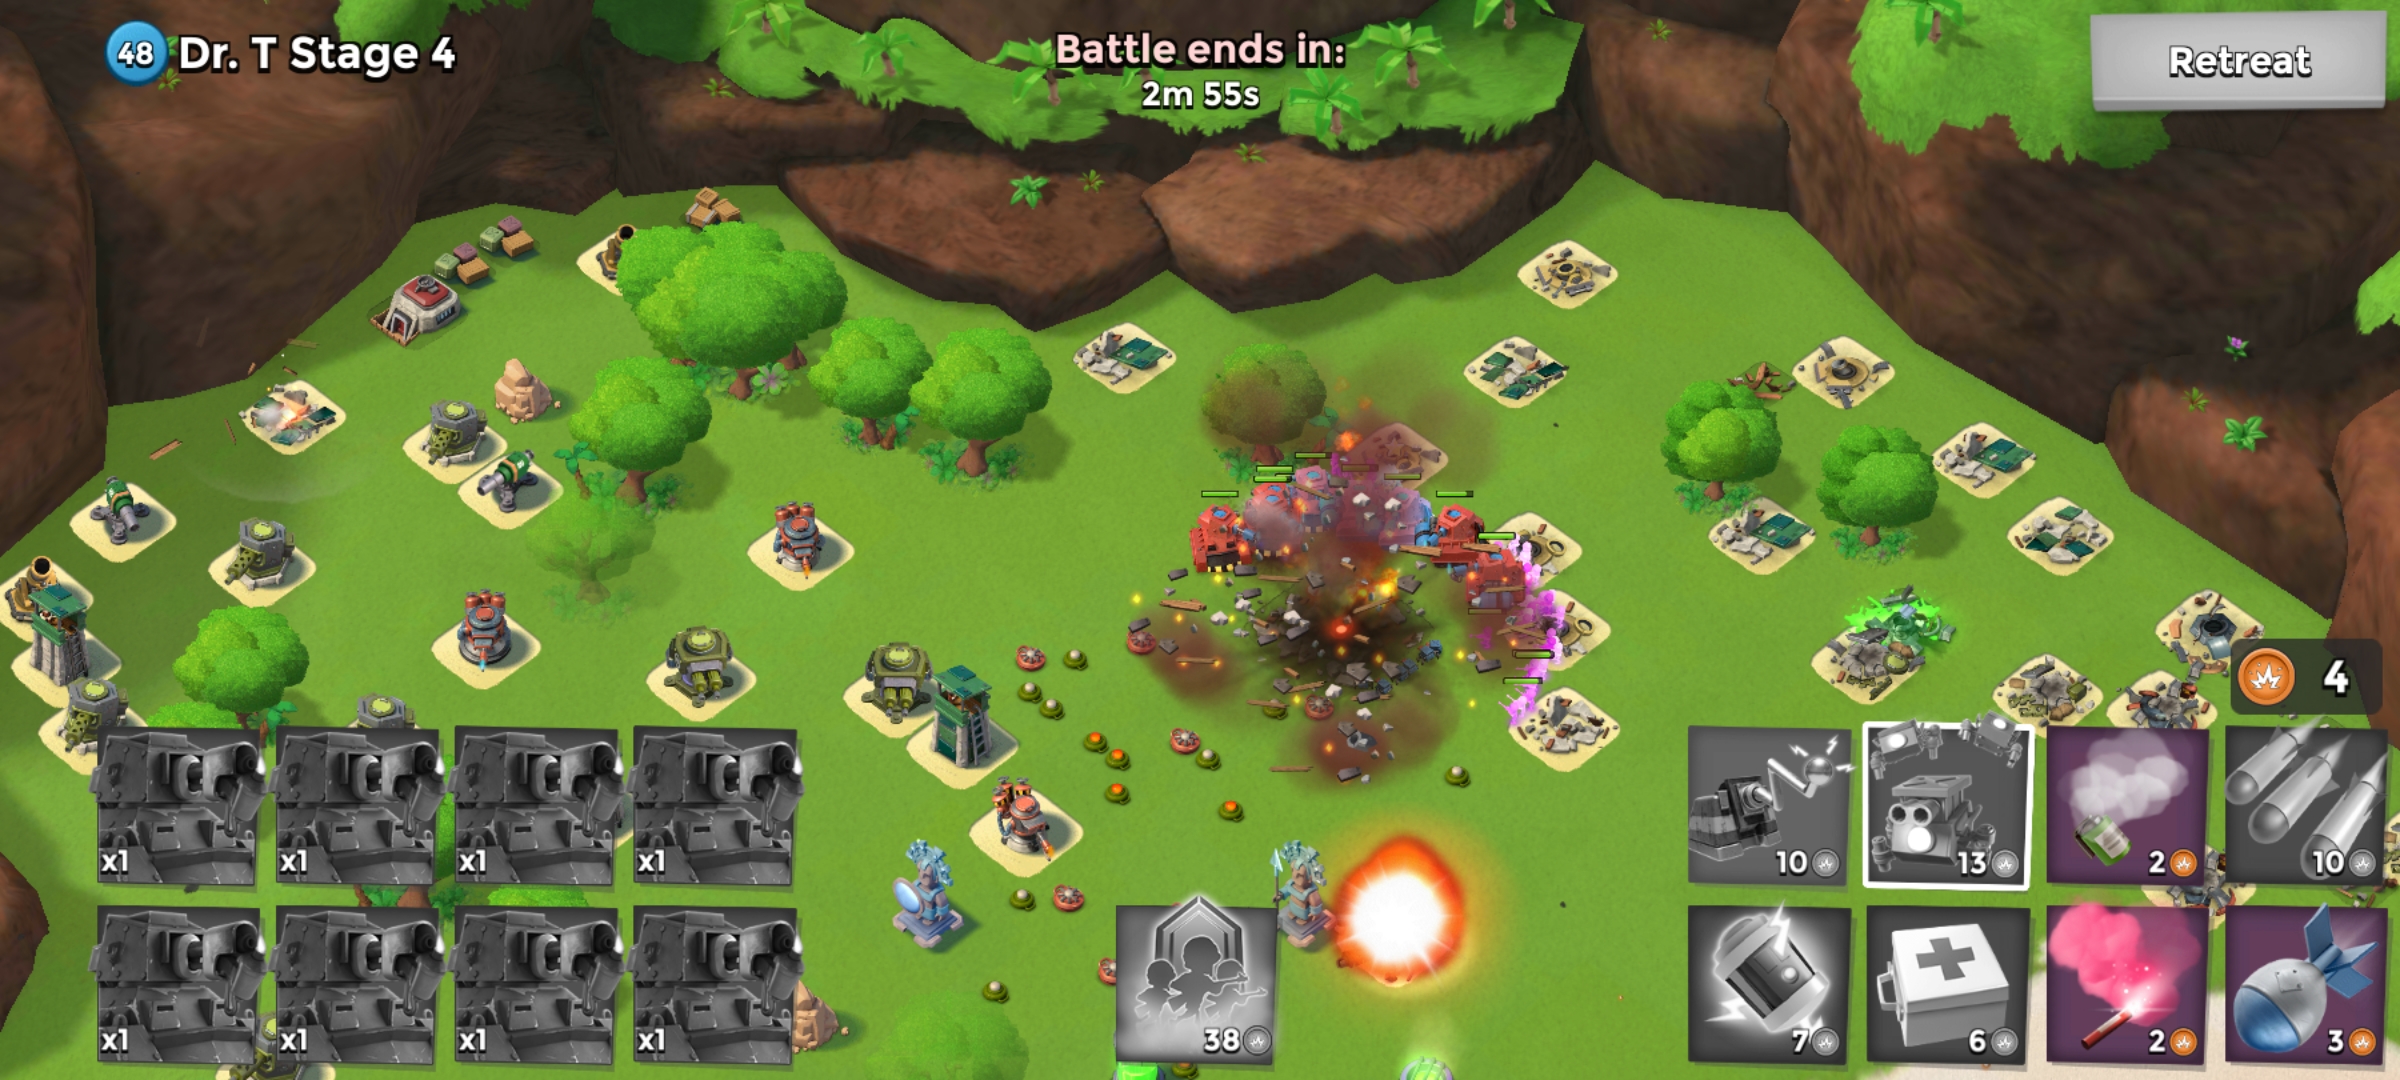 48 Dr. T Stage 4
Battle ends in:
2m 55s
Retreat
4
x1 x1 x1 x1
10 13 2 10
x1 x1 x1 x1
38
7 6 2 3